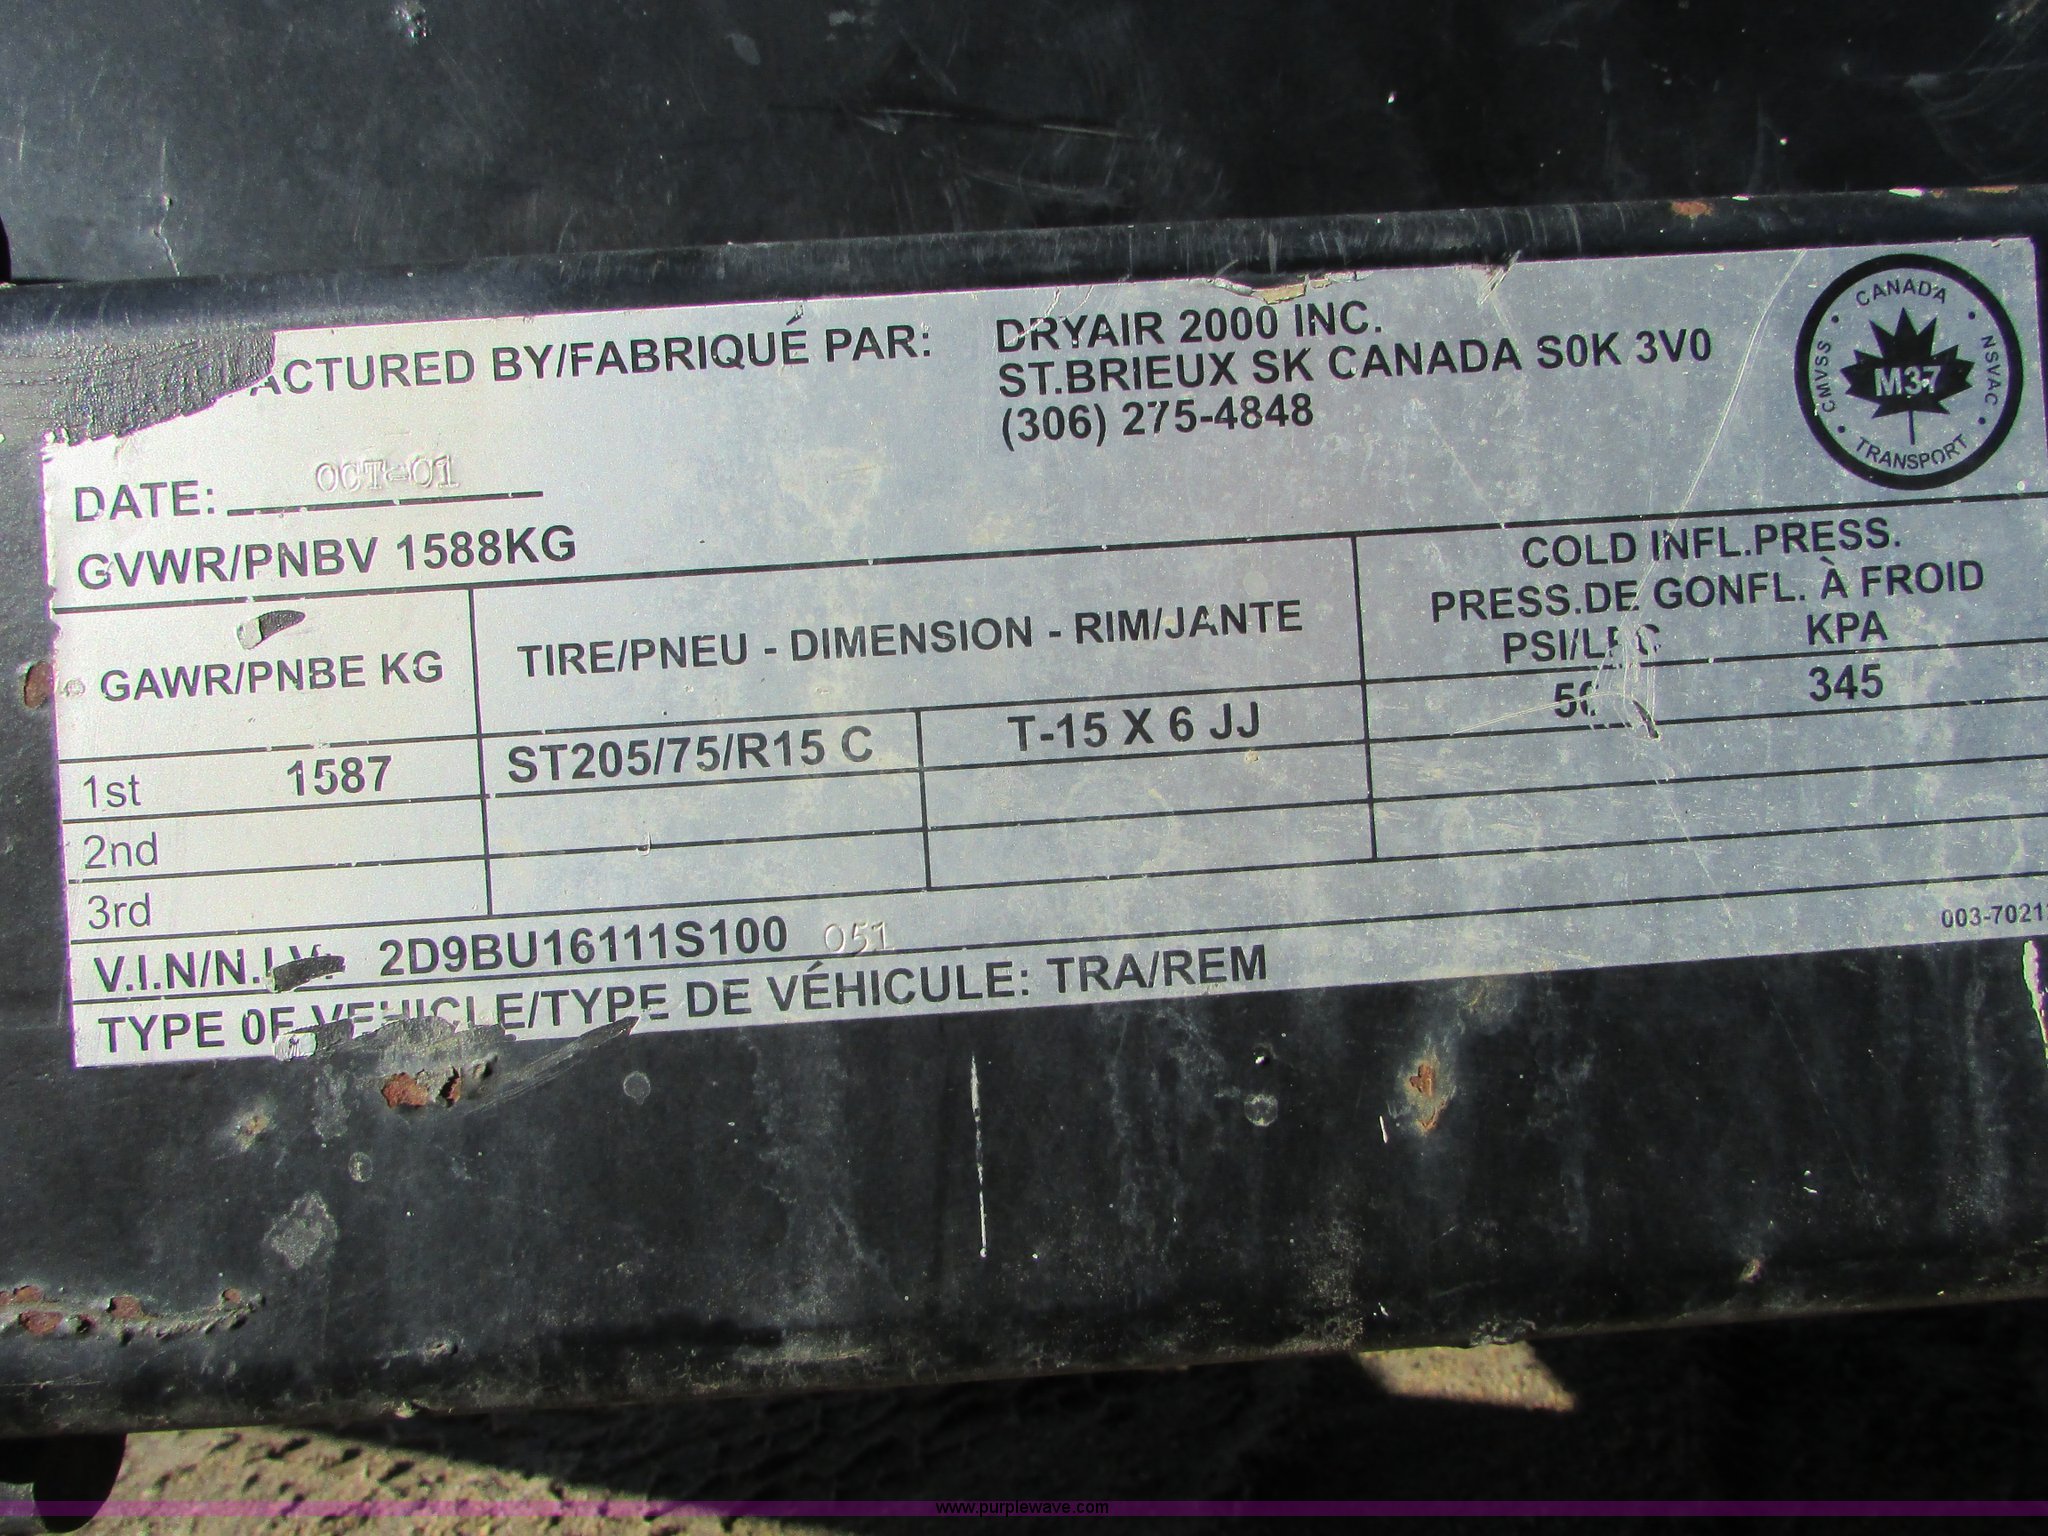 ACTURED BY/FABRIQUÉ PAR: DRYAIR 2000 INC.
ST.BRIEUX SK CANADA S0K 3V0
(306) 275-4848
CANADA
CMVSS
NSVAC
M37
TRANSPORT
DATE: OCT-01
GVWR/PNBV 1588KG
GAWR/PNBE KG
TIRE/PNEU - DIMENSION - RIM/JANTE
COLD INFL.PRESS.
PRESS.DE GONFL. À FROID
KPA
1st 1587 ST205/75/R15 C T-15 X 6 JJ 345
2nd
3rd
V.I.N/N.I.V: 2D9BU16111S100 051
TYPE 0F VEHICLE/TYPE DE VÉHICULE: TRA/REM
www.purplewave.com